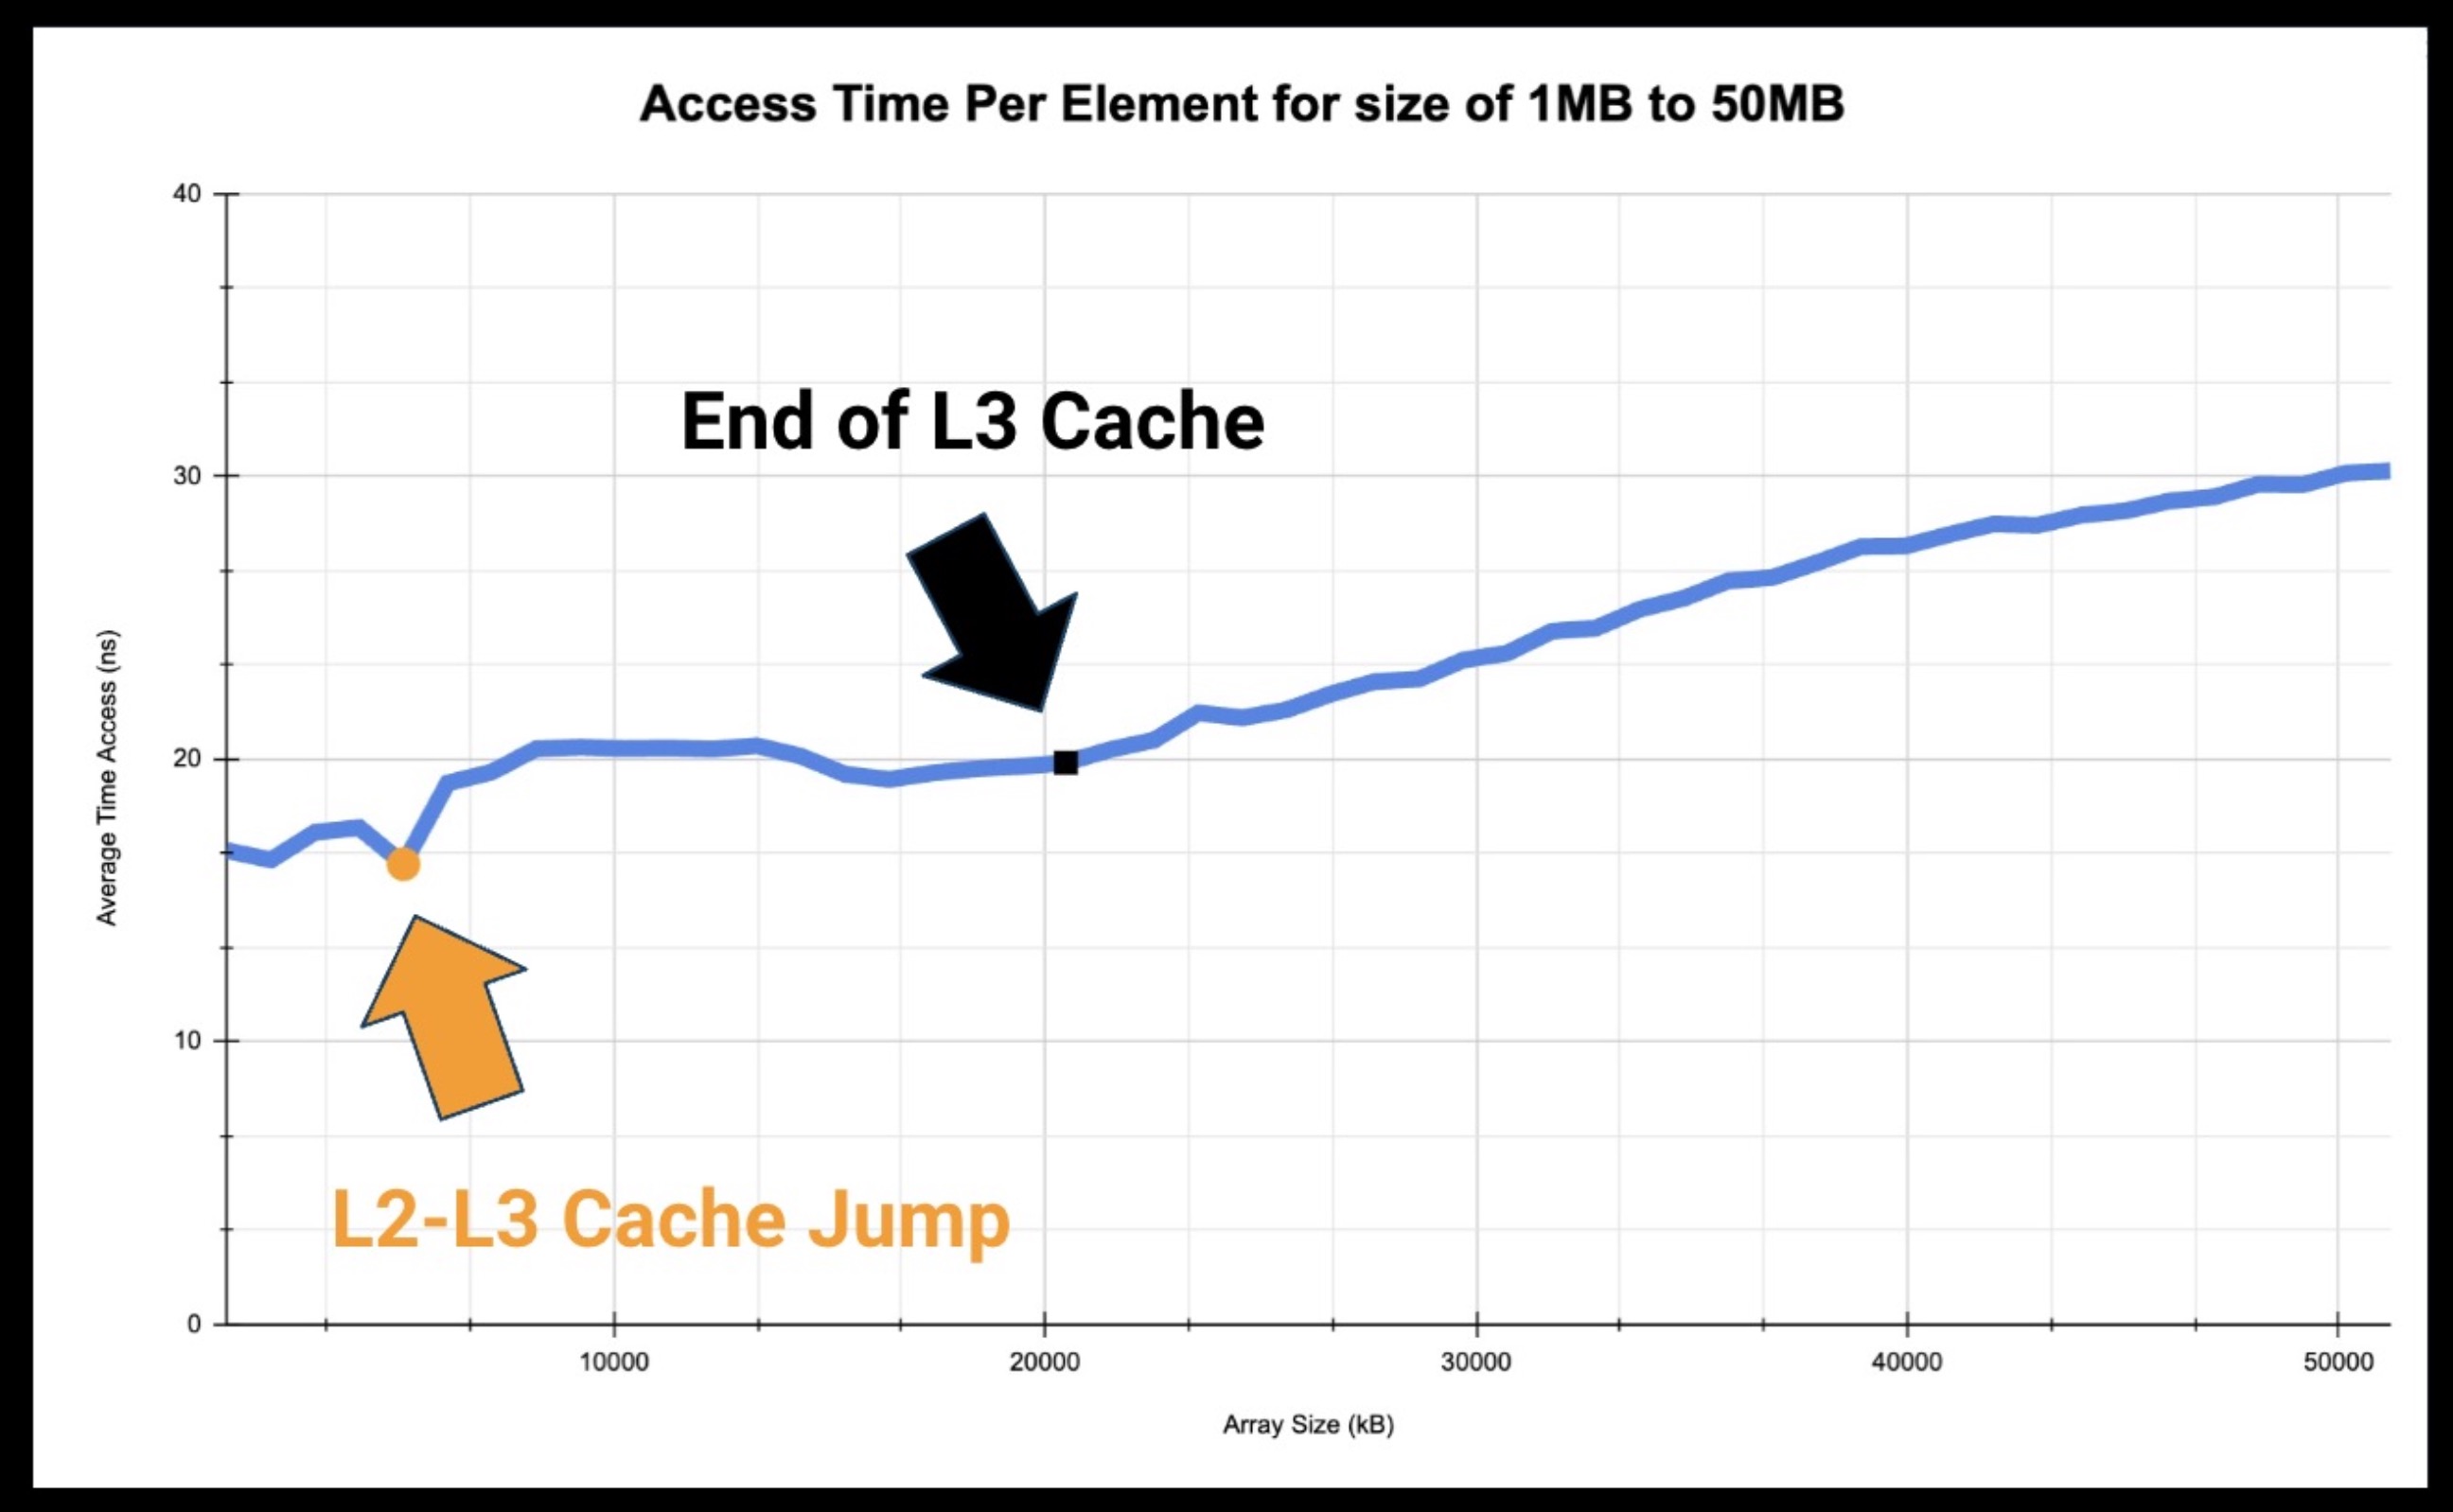 Access Time Per Element for size of 1MB to 50MB
40
End of L3 Cache
30
Average Time Access (ns)
20
10
L2-L3 Cache Jump
0
10000 20000 30000 40000 50000
Array Size (kB)